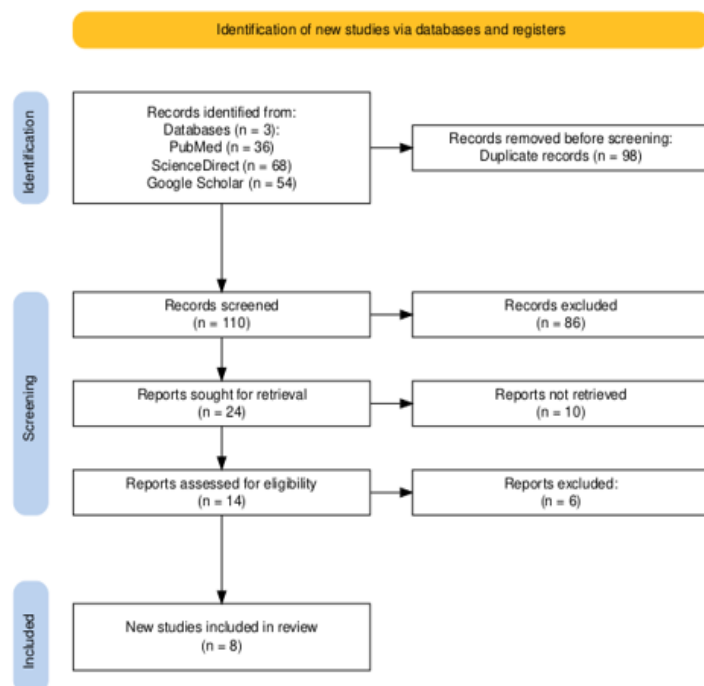 Identification of new studies via databases and registers
Identification
Records identified from:
Databases (n = 3):
PubMed (n = 36)
ScienceDirect (n = 68)
Google Scholar (n = 54)
Records removed before screening:
Duplicate records (n = 98)
Screening
Records screened
(n = 110)
Records excluded
(n = 86)
Reports sought for retrieval
(n = 24)
Reports not retrieved
(n = 10)
Reports assessed for eligibility
(n = 14)
Reports excluded:
(n = 6)
Included
New studies included in review
(n = 8)